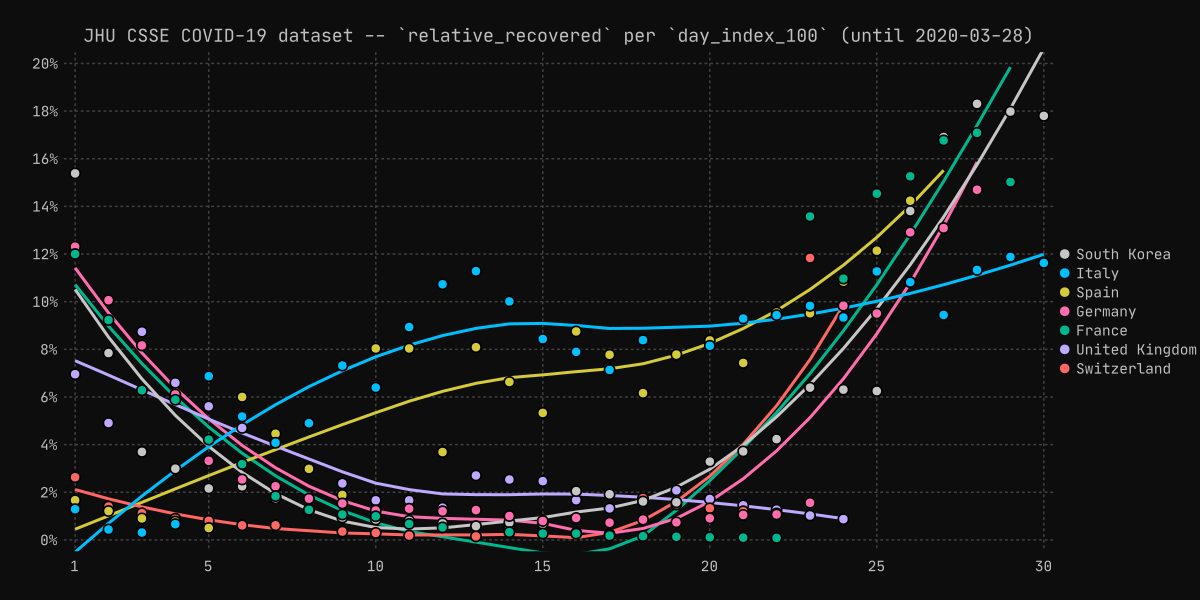 JHU CSSE COVID-19 dataset -- `relative_recovered` per `day_index_100` (until 2020-03-28)
20%
18%
16%
14%
12%
10%
8%
6%
4%
2%
0%
1 5 10 15 20 25 30
South Korea
Italy
Spain
Germany
France
United Kingdom
Switzerland